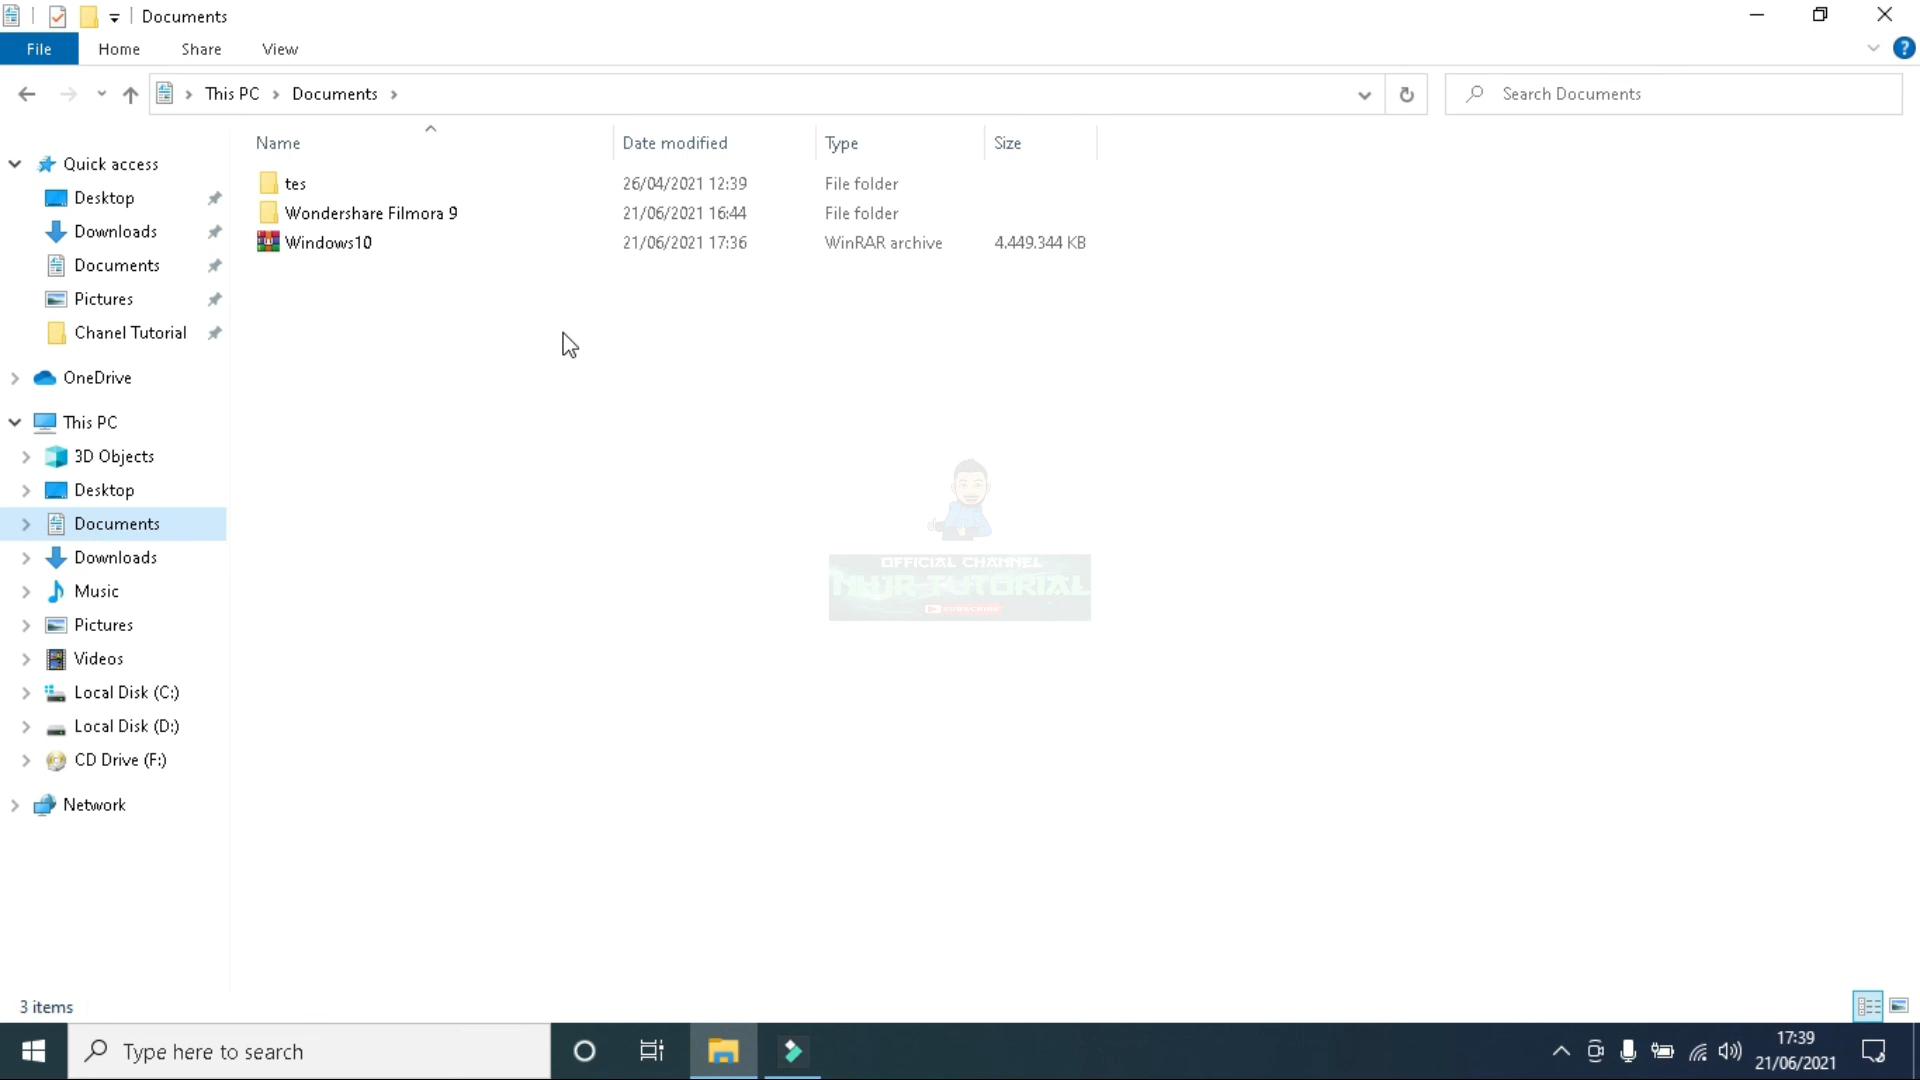 Documents
File Home Share View
This PC Documents
Search Documents
Name Date modified Type Size
tes 26/04/2021 12:39 File folder
Wondershare Filmora 9 21/06/2021 16:44 File folder
Windows10 21/06/2021 17:36 WinRAR archive 4.449.344 KB
Quick access
Desktop
Downloads
Documents
Pictures
Chanel Tutorial
OneDrive
This PC
3D Objects
Desktop
Documents
Downloads
Music
Pictures
Videos
Local Disk (C:)
Local Disk (D:)
CD Drive (F:)
Network
OFFICIAL CHANNEL
TUTORIAL
SUBSCRIBE
3 items
Type here to search
17:39
21/06/2021